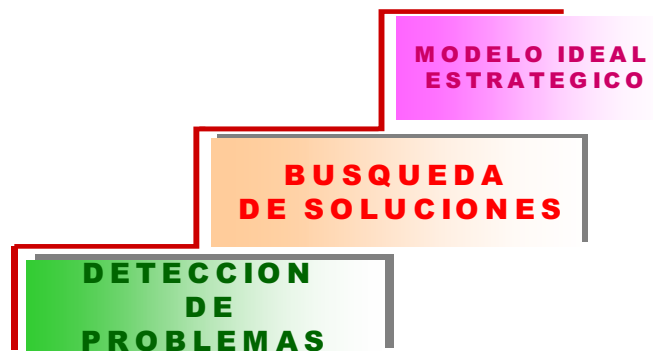 MODELO IDEAL
ESTRATEGICO
BUSQUEDA
DE SOLUCIONES
DETECCION
DE
PROBLEMAS